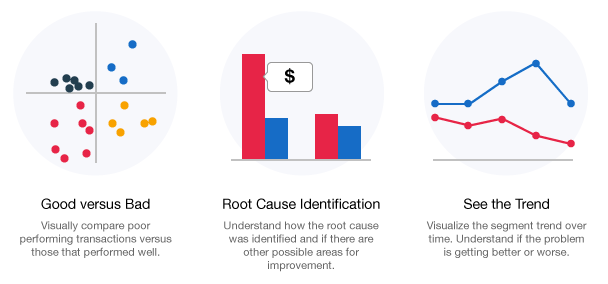 $
Good versus Bad
Visually compare poor
performing transactions versus
those that performed well.
Root Cause Identification
Understand how the root cause
was identified and if there are
other possible areas for
improvement.
See the Trend
Visualize the segment trend over
time. Understand if the problem
is getting better or worse.